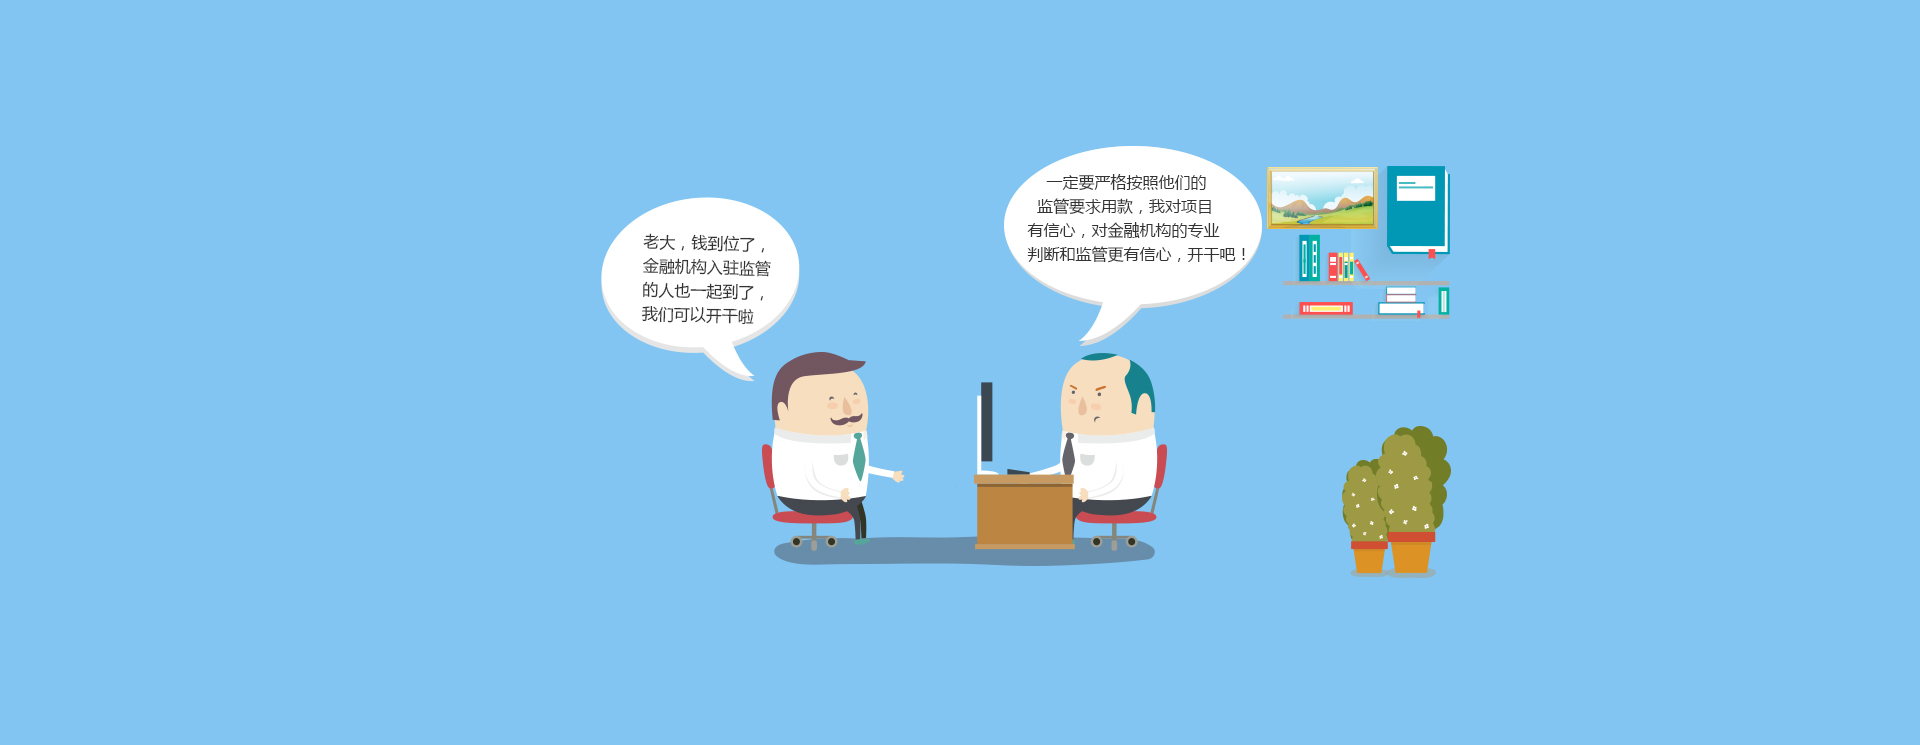 老大，钱到位了，
金融机构入驻监管
的人也一起到了，
我们可以开干啦
一定要严格按照他们的
监管要求用款，我对项目
有信心，对金融机构的专业
判断和监管更有信心，开干吧！